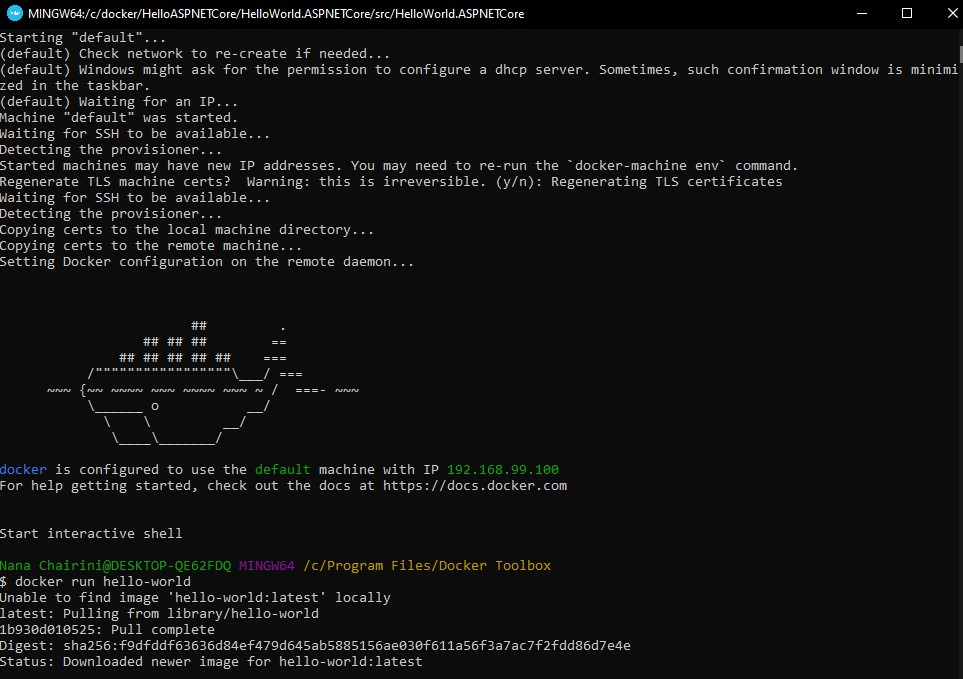 MINGW64:/c/docker/HelloASPNETCore/HelloWorld.ASPNETCore/src/HelloWorld.ASPNETCore
Starting "default"...
(default) Check network to re-create if needed...
(default) Windows might ask for the permission to configure a dhcp server. Sometimes, such confirmation window is minimi
zed in the taskbar.
(default) Waiting for an IP...
Machine "default" was started.
Waiting for SSH to be available...
Detecting the provisioner...
Started machines may have new IP addresses. You may need to re-run the `docker-machine env` command.
Regenerate TLS machine certs?  Warning: this is irreversible. (y/n): Regenerating TLS certificates
Waiting for SSH to be available...
Detecting the provisioner...
Copying certs to the local machine directory...
Copying certs to the remote machine...
Setting Docker configuration on the remote daemon...
                        ##         .
                  ## ## ##        ==
               ## ## ## ## ##    ===
           /"""""""""""""""""\___/ ===
      ~~~ {~~ ~~~~ ~~~ ~~~~ ~~~ ~ /  ===- ~~~
           \______ o           __/
             \    \         __/
              \____\_______/
docker is configured to use the default machine with IP 192.168.99.100
For help getting started, check out the docs at https://docs.docker.com
Start interactive shell
Nana Chairini@DESKTOP-QE62FDQ MINGW64 /c/Program Files/Docker Toolbox
$ docker run hello-world
Unable to find image 'hello-world:latest' locally
latest: Pulling from library/hello-world
1b930d010525: Pull complete
Digest: sha256:f9dfddf63636d84ef479d645ab5885156ae030f611a56f3a7ac7f2fdd86d7e4e
Status: Downloaded newer image for hello-world:latest